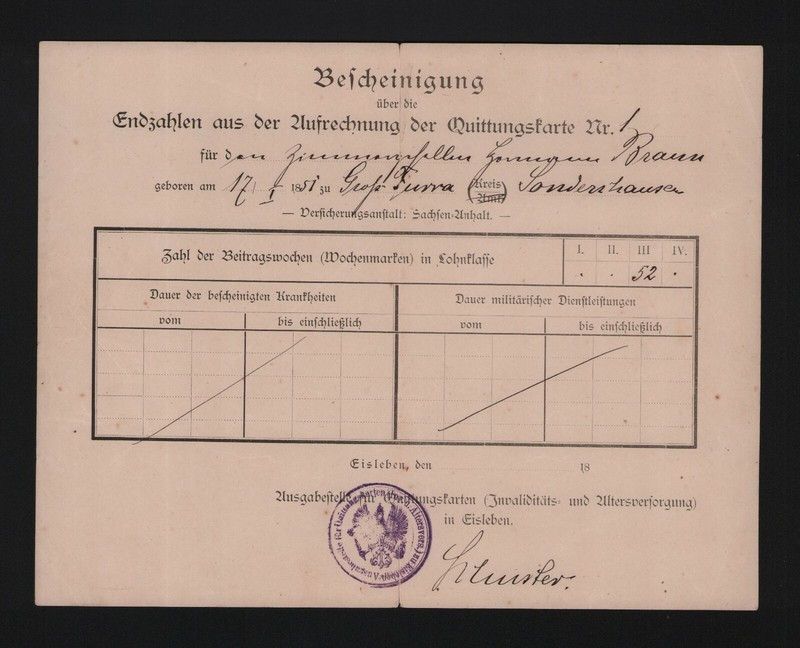 Bescheinigung
über die
Endzahlen aus der Aufrechnung der Quittungskarte Nr. 1
für den Zimmergesellen Hermann Braun
geboren am 17/I 1851 zu Groß Furra (Kreis Amt) Sondershausen
— Versicherungsanstalt: Sachsen-Anhalt. —
Zahl der Beitragswochen (Wochenmarken) in Lohnklasse
I. II. III IV.
. . 52 .
Dauer der bescheinigten Krankheiten
Dauer militärischer Dienstleistungen
vom bis einschließlich vom bis einschließlich
Eisleben, den 18
Ausgabestelle für Quittungskarten (Invaliditäts- und Altersversorgung)
in Eisleben.